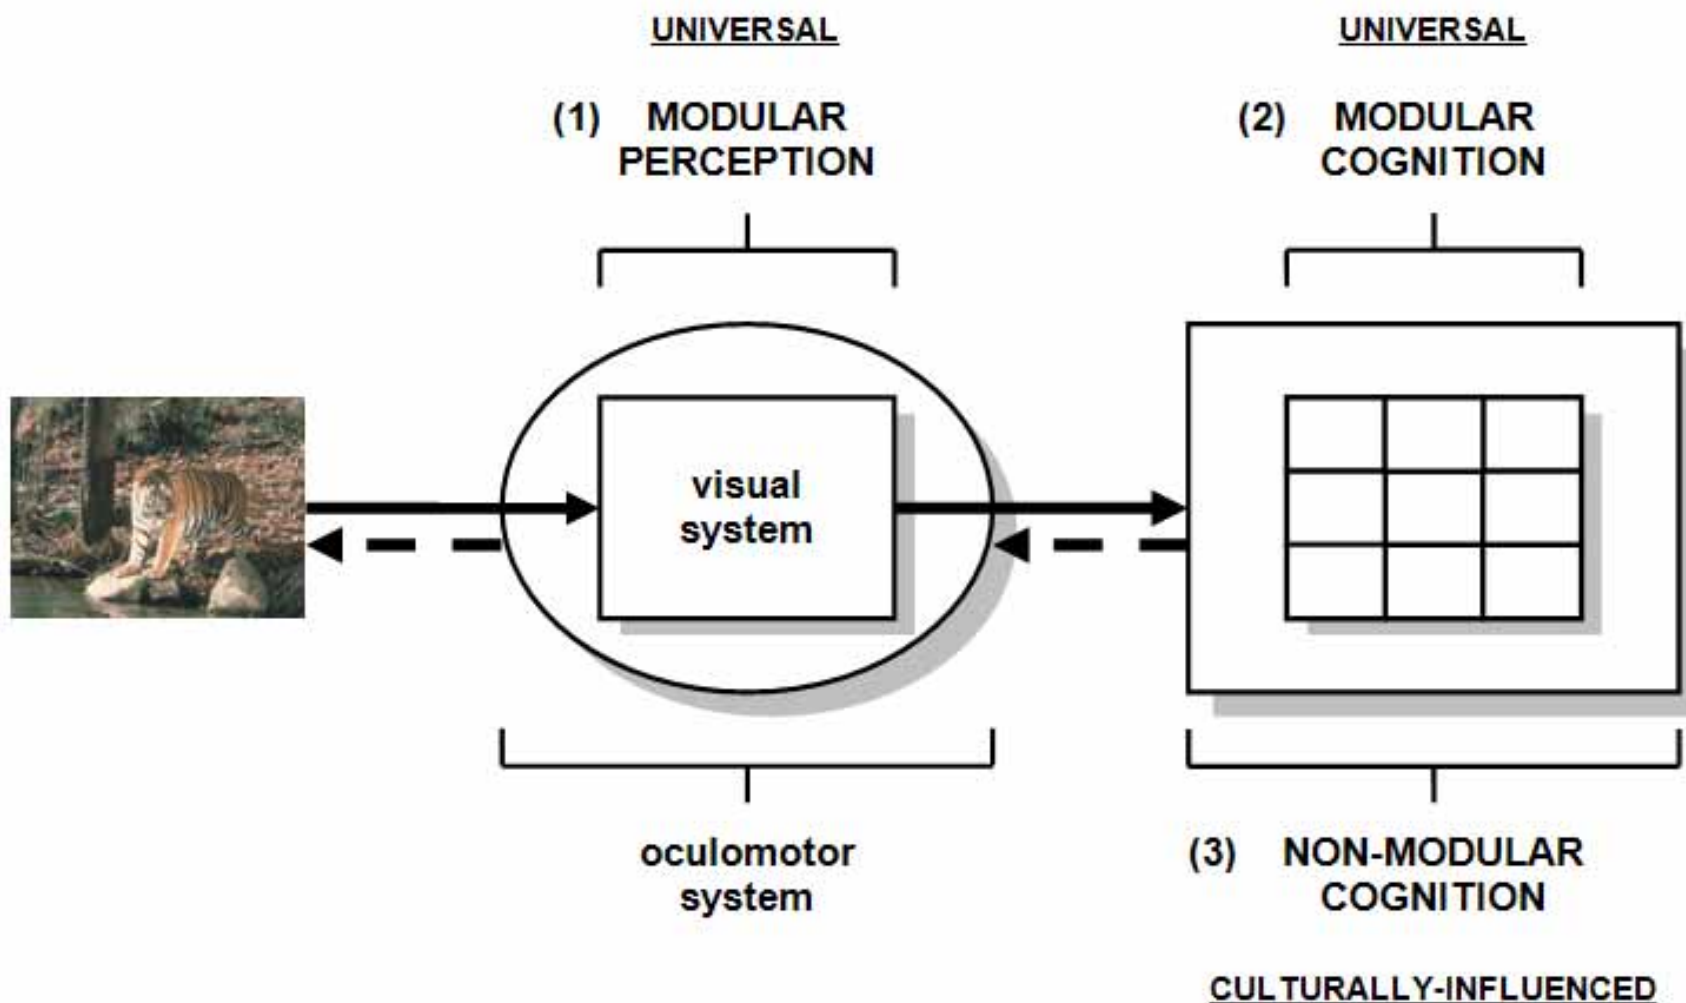 UNIVERSAL
UNIVERSAL
(1) MODULAR
PERCEPTION
(2) MODULAR
COGNITION
visual
system
oculomotor
system
(3) NON-MODULAR
COGNITION
CULTURALLY-INFLUENCED